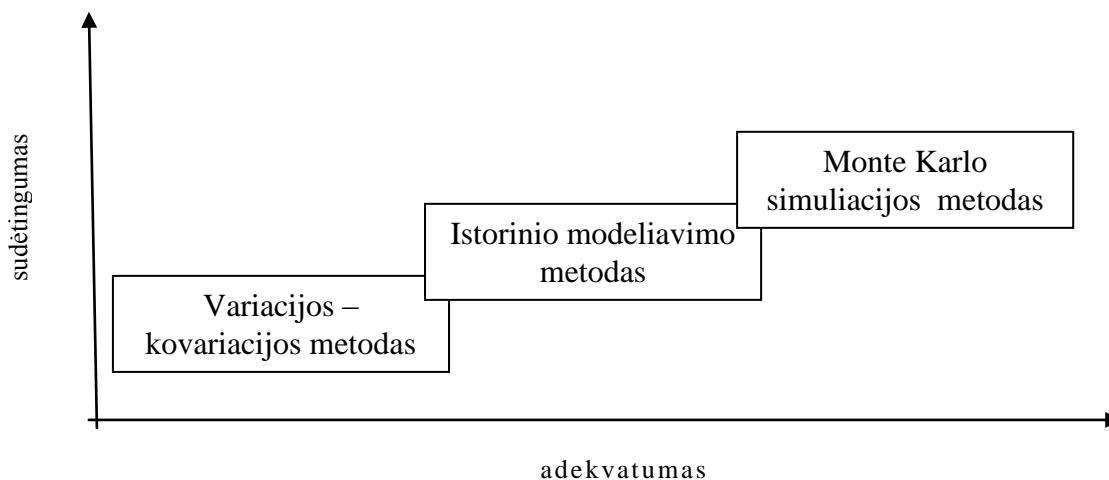 sudėtingumas
Monte Karlo
simuliacijos metodas
Istorinio modeliavimo
metodas
Variacijos –
kovariacijos metodas
adekvatumas